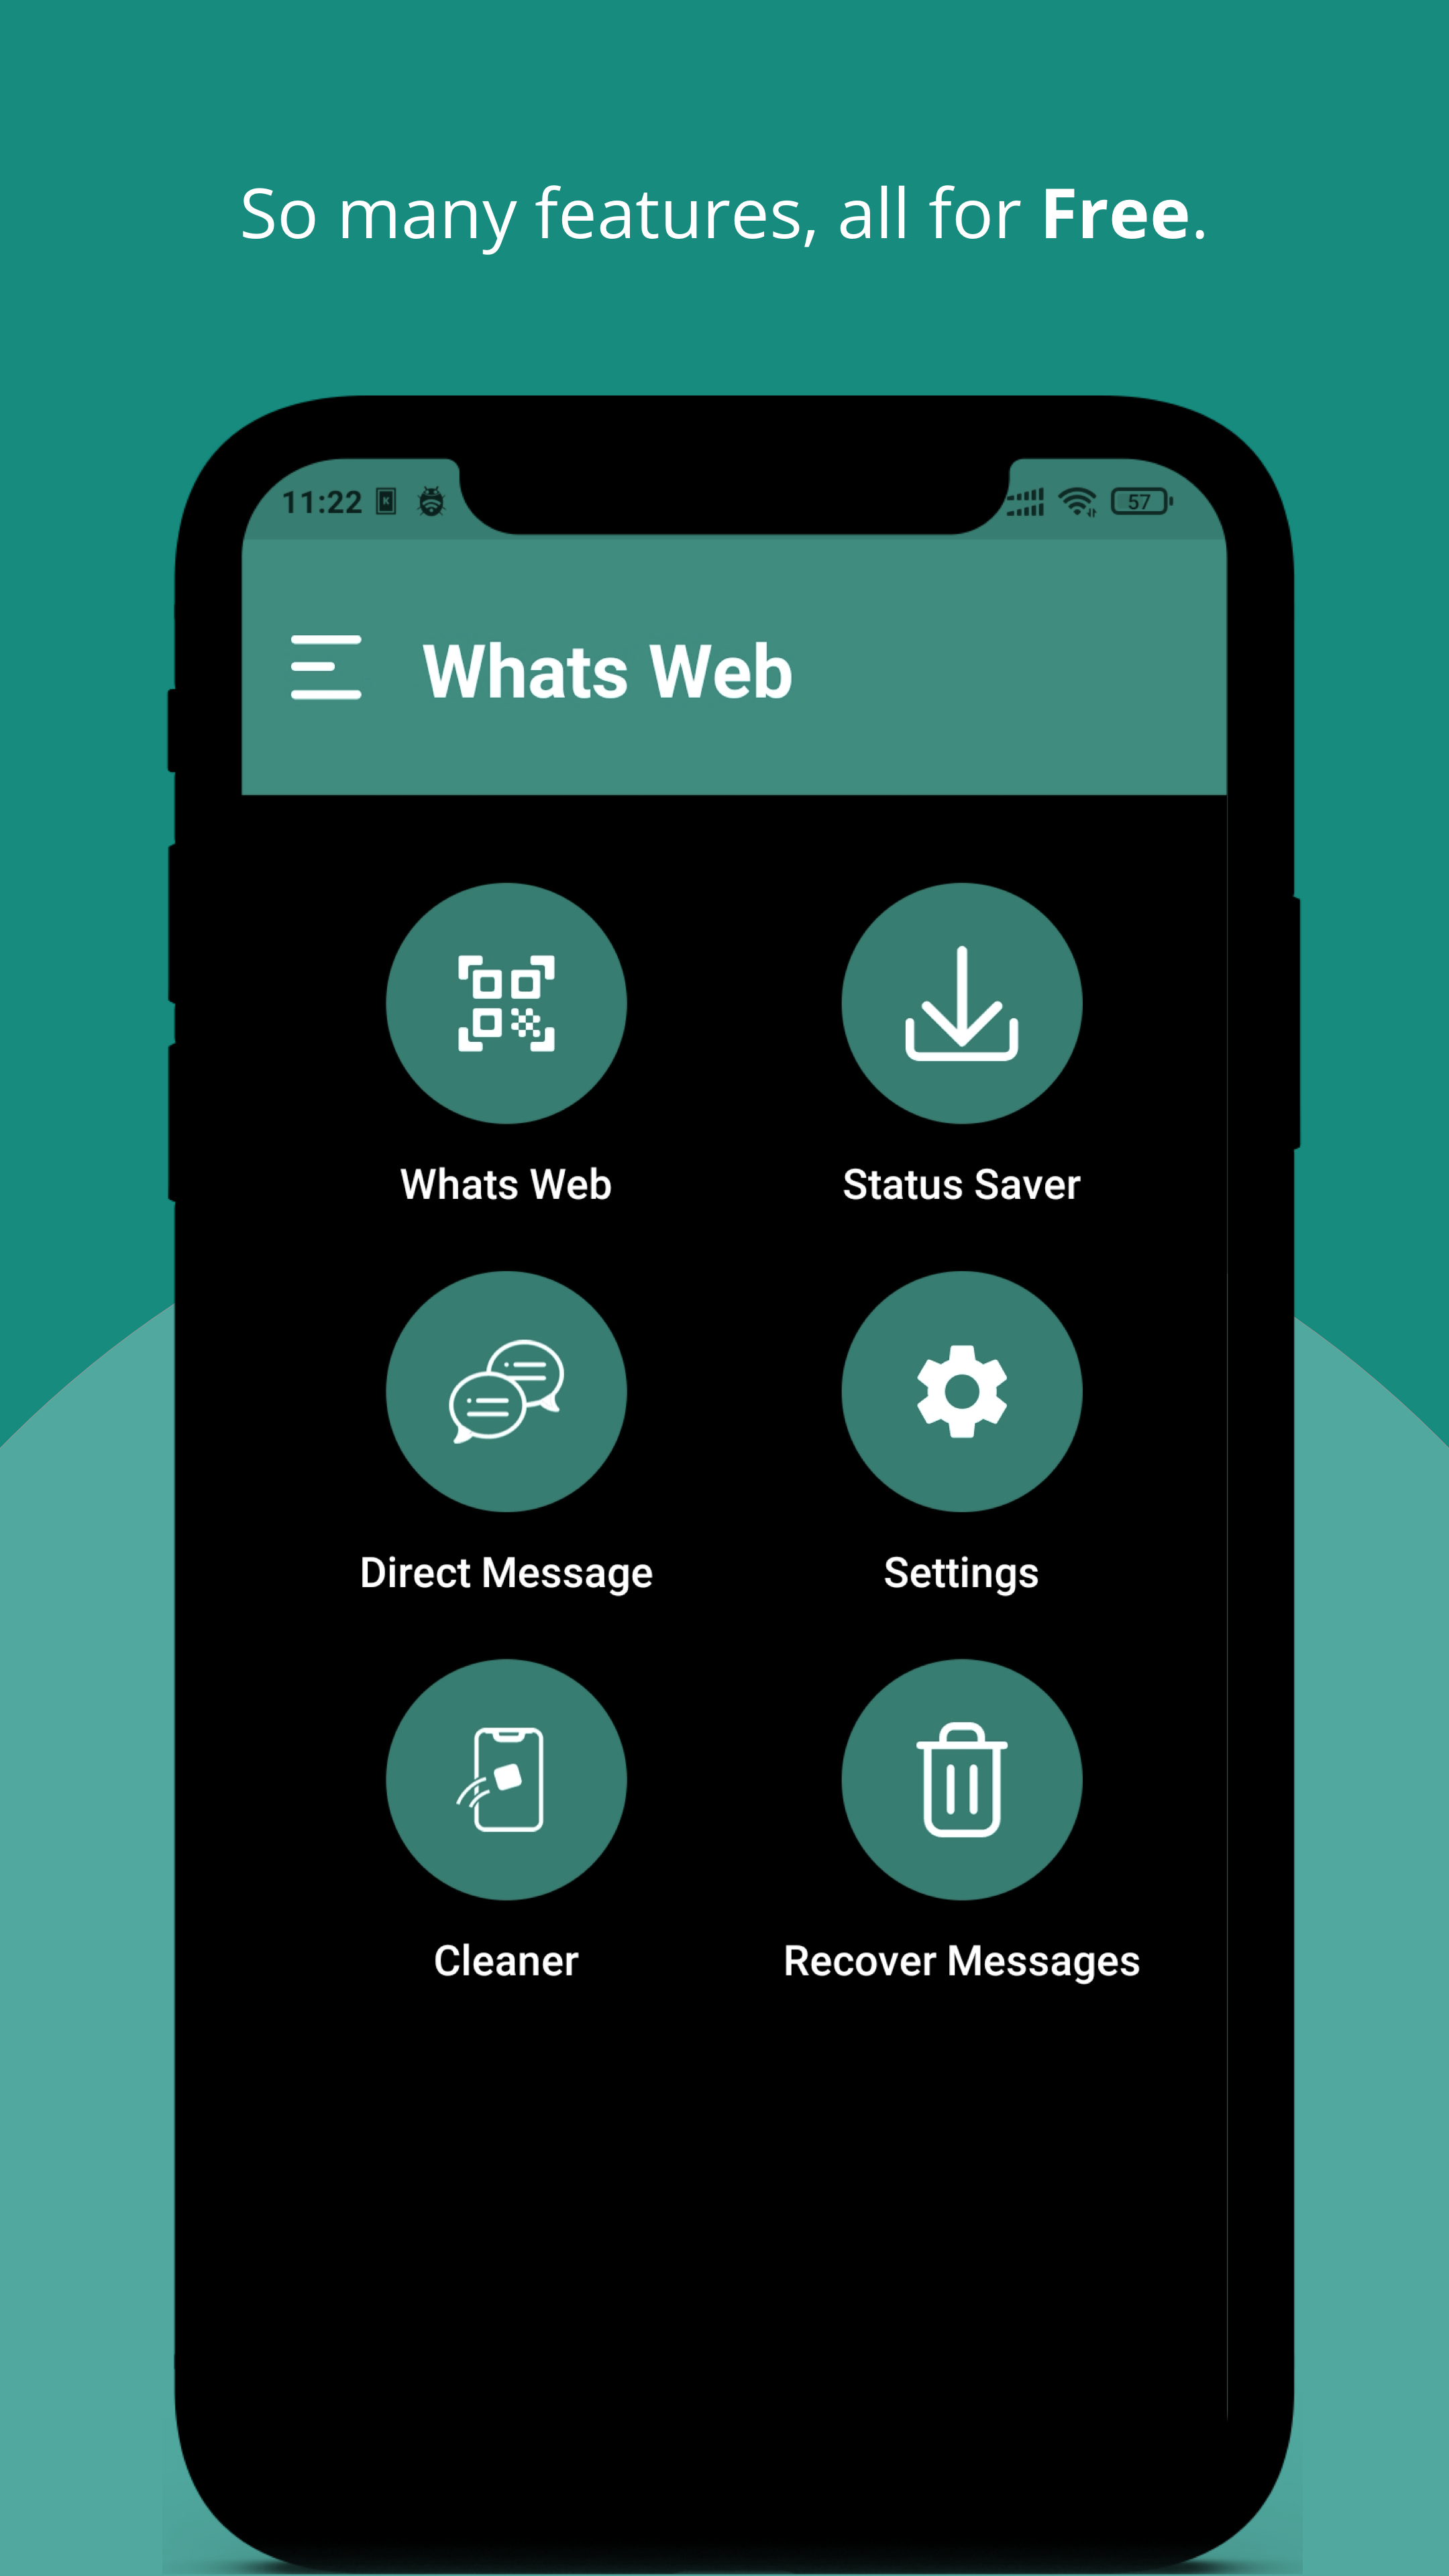 So many features, all for Free.
11:22
57
Whats Web
Whats Web
Status Saver
Direct Message
Settings
Cleaner
Recover Messages